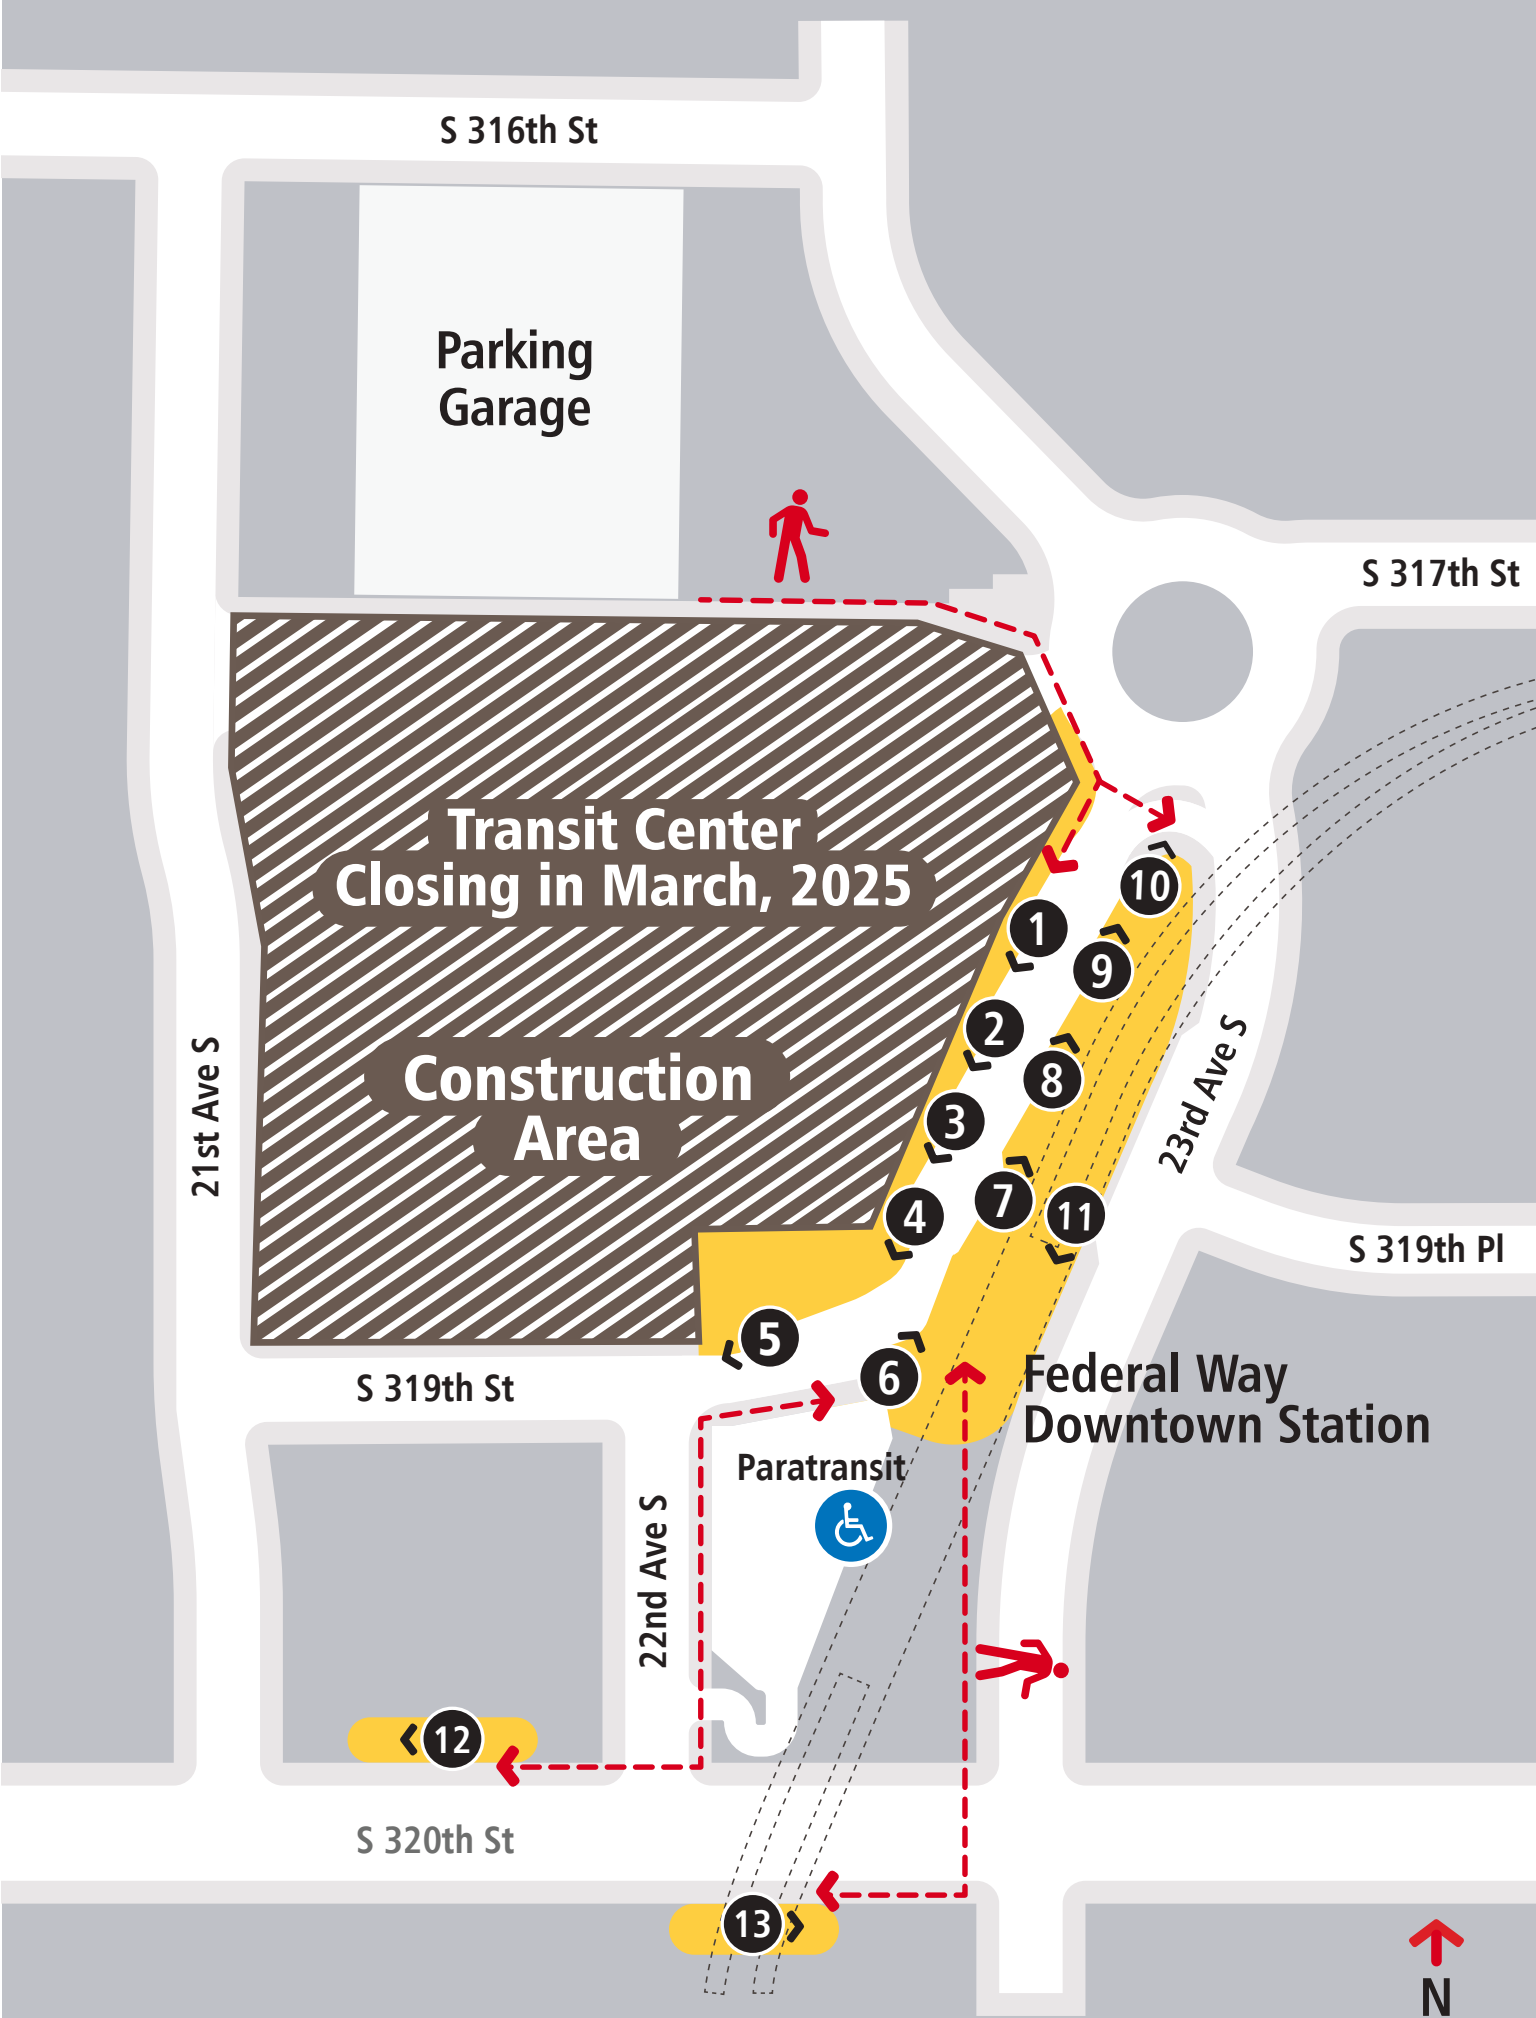 S 316th St
Parking
Garage
S 317th St
Transit Center
Closing in March, 2025
10
1
9
2
Construction
Area
8
21st Ave S
23rd Ave S
3
7
4
11
S 319th Pl
5
6
S 319th St
Federal Way
Downtown Station
Paratransit
22nd Ave S
12
S 320th St
13
N